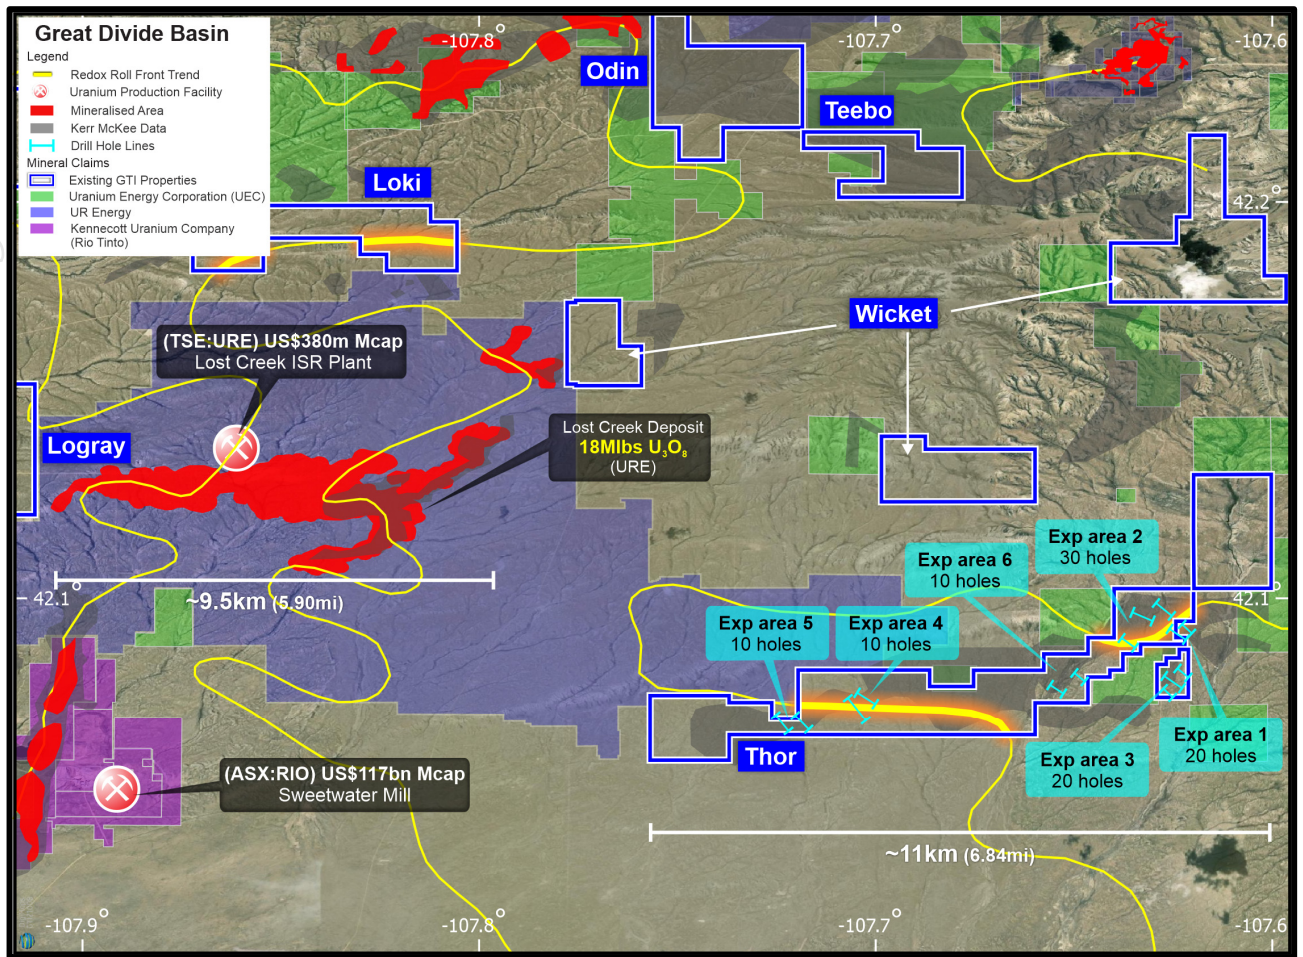 Great Divide Basin
Legend
Redox Roll Front Trend
Uranium Production Facility
Mineralised Area
Kerr McKee Data
Drill Hole Lines
Mineral Claims
Existing GTI Properties
Uranium Energy Corporation (UEC)
UR Energy
Kennecott Uranium Company
(Rio Tinto)
-107.8°
-107.7°
-107.6
Odin
Teebo
Loki
42.2°
Wicket
(TSE:URE) US$380m Mcap
Lost Creek ISR Plant
Logray
Lost Creek Deposit
18Mlbs U₃O₈
(URE)
Exp area 2
30 holes
Exp area 6
10 holes
42.1°
~9.5km (5.90mi)
42.1°
Exp area 5
10 holes
Exp area 4
10 holes
Thor
Exp area 1
20 holes
Exp area 3
20 holes
(ASX:RIO) US$117bn Mcap
Sweetwater Mill
~11km (6.84mi)
-107.9°
-107.8°
-107.7°
-107.6